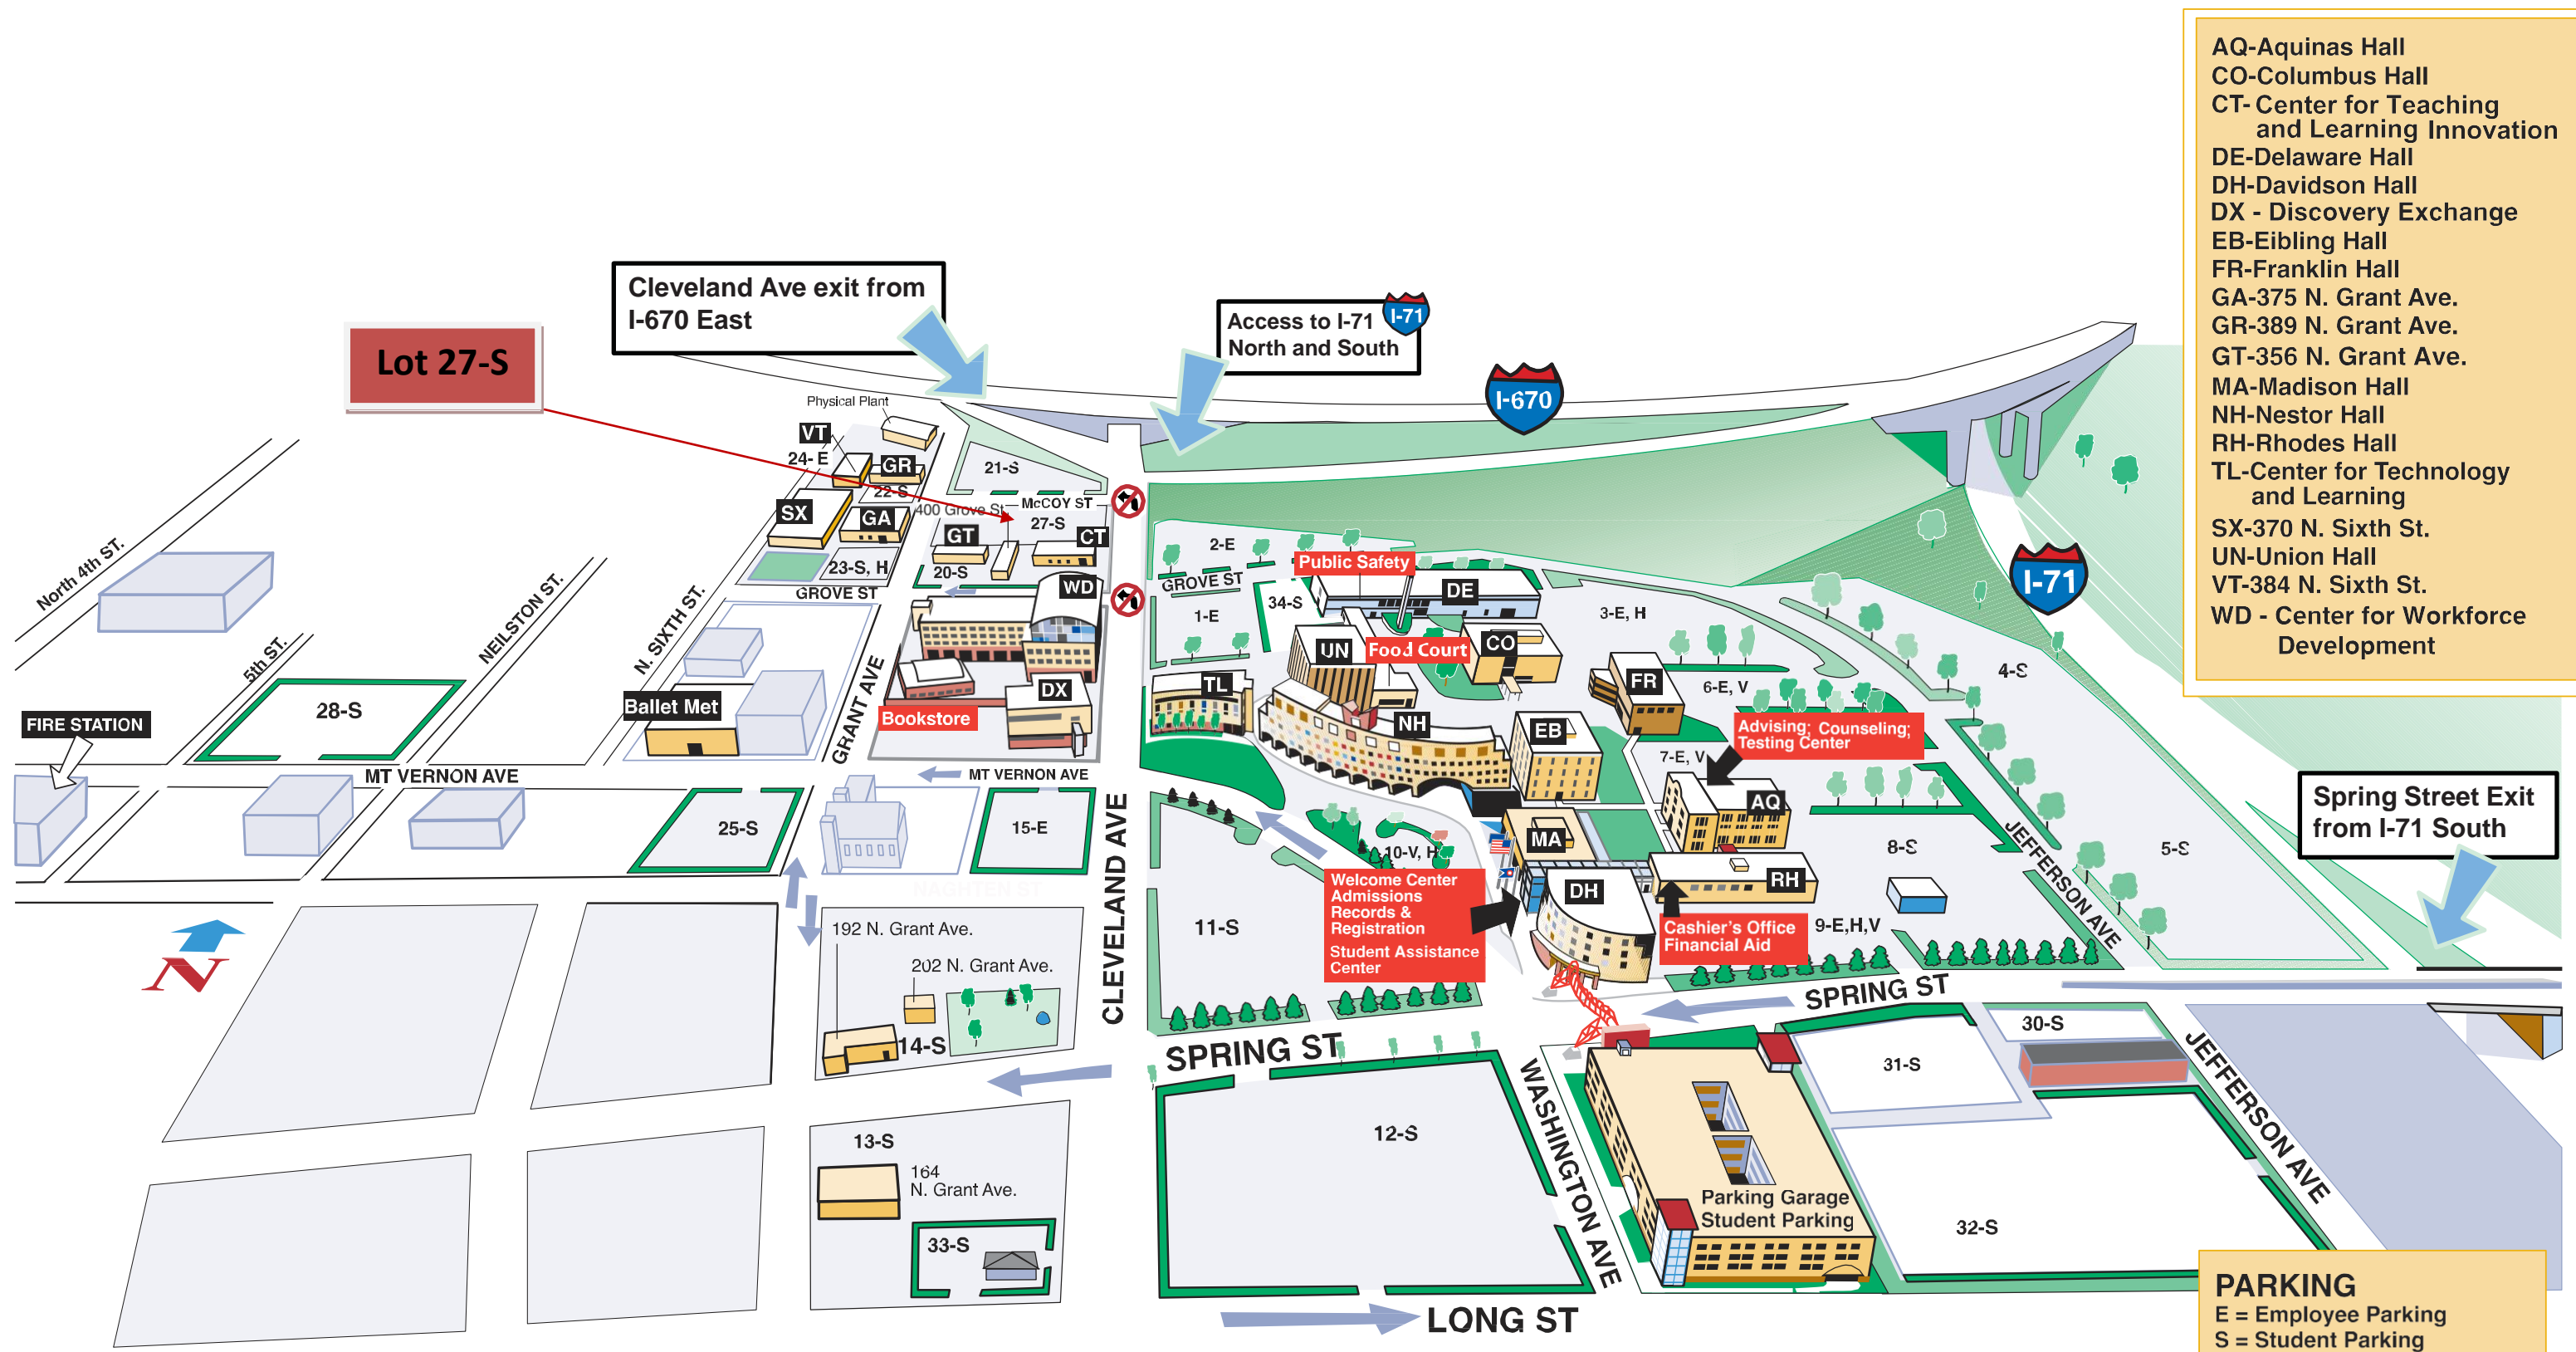 AQ-Aquinas Hall
CO-Columbus Hall
CT- Center for Teaching
and Learning Innovation
DE-Delaware Hall
DH-Davidson Hall
DX - Discovery Exchange
EB-Eibling Hall
FR-Franklin Hall
GA-375 N. Grant Ave.
GR-389 N. Grant Ave.
GT-356 N. Grant Ave.
MA-Madison Hall
NH-Nestor Hall
RH-Rhodes Hall
TL-Center for Technology
and Learning
SX-370 N. Sixth St.
UN-Union Hall
VT-384 N. Sixth St.
WD - Center for Workforce
Development
Cleveland Ave exit from
I-670 East
Access to I-71
North and South
I-71
Lot 27-S
I-670
Physical Plant
VT
24- E
GR
22-S
21-S
McCOY ST
400 Grove St.
27-S
SX
GA
GT
CT
23-S, H
20-S
WD
GROVE ST
North 4th ST.
5th ST.
NEILSTON ST.
N. SIXTH ST.
GRANT AVE
2-E
GROVE ST
1-E
34-S
Public Safety
DE
3-E, H
I-71
UN
Food Court
CO
FR
6-E, V
4-S
TL
DX
Bookstore
Ballet Met
28-S
FIRE STATION
NH
EB
Advising; Counseling;
Testing Center
7-E, V
AQ
MT VERNON AVE
MT VERNON AVE
Spring Street Exit
from I-71 South
25-S
15-E
CLEVELAND AVE
10-V, H
MA
8-S
JEFFERSON AVE
5-S
NAGHTEN ST
Welcome Center
Admissions
Records &
Registration
Student Assistance
Center
DH
RH
Cashier's Office
Financial Aid
9-E,H,V
11-S
N
192 N. Grant Ave.
202 N. Grant Ave.
14-S
SPRING ST
SPRING ST
30-S
31-S
JEFFERSON AVE
WASHINGTON AVE
12-S
13-S
164
N. Grant Ave.
33-S
Parking Garage
Student Parking
32-S
LONG ST
PARKING
E = Employee Parking
S = Student Parking